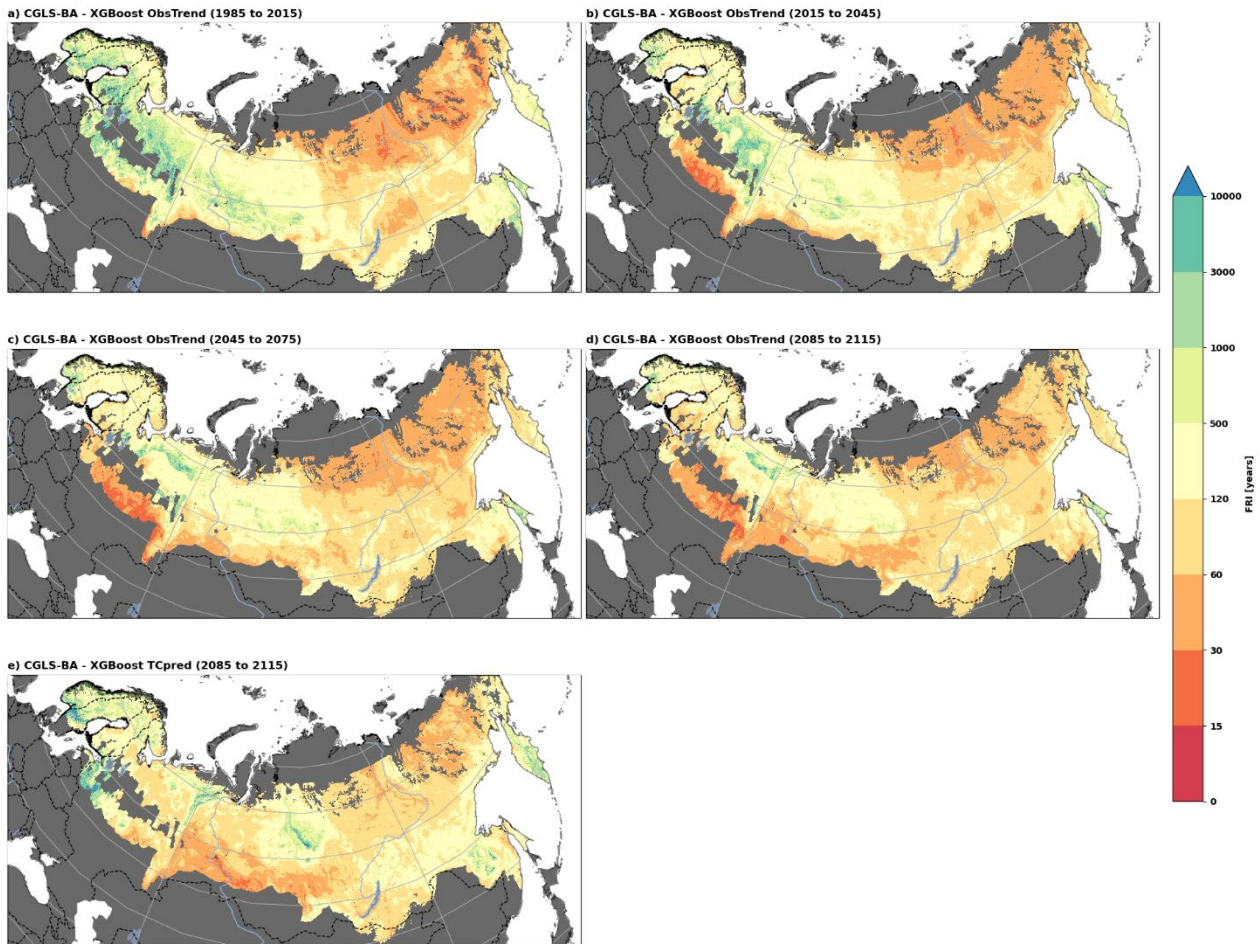 a) CGLS-BA - XGBoost ObsTrend (1985 to 2015)
b) CGLS-BA - XGBoost ObsTrend (2015 to 2045)
c) CGLS-BA - XGBoost ObsTrend (2045 to 2075)
d) CGLS-BA - XGBoost ObsTrend (2085 to 2115)
e) CGLS-BA - XGBoost TCpred (2085 to 2115)
10000
3000
1000
500
120
60
30
15
0
FRI [years]